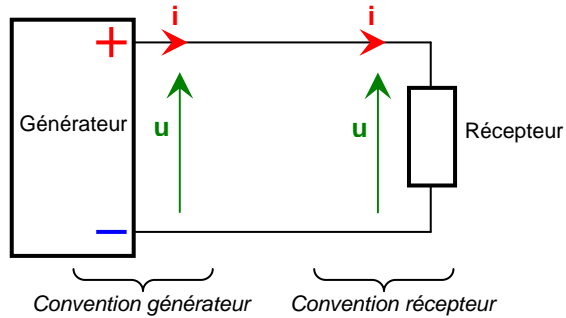 i i
+
Générateur
u u
Récepteur
−
Convention générateur Convention récepteur